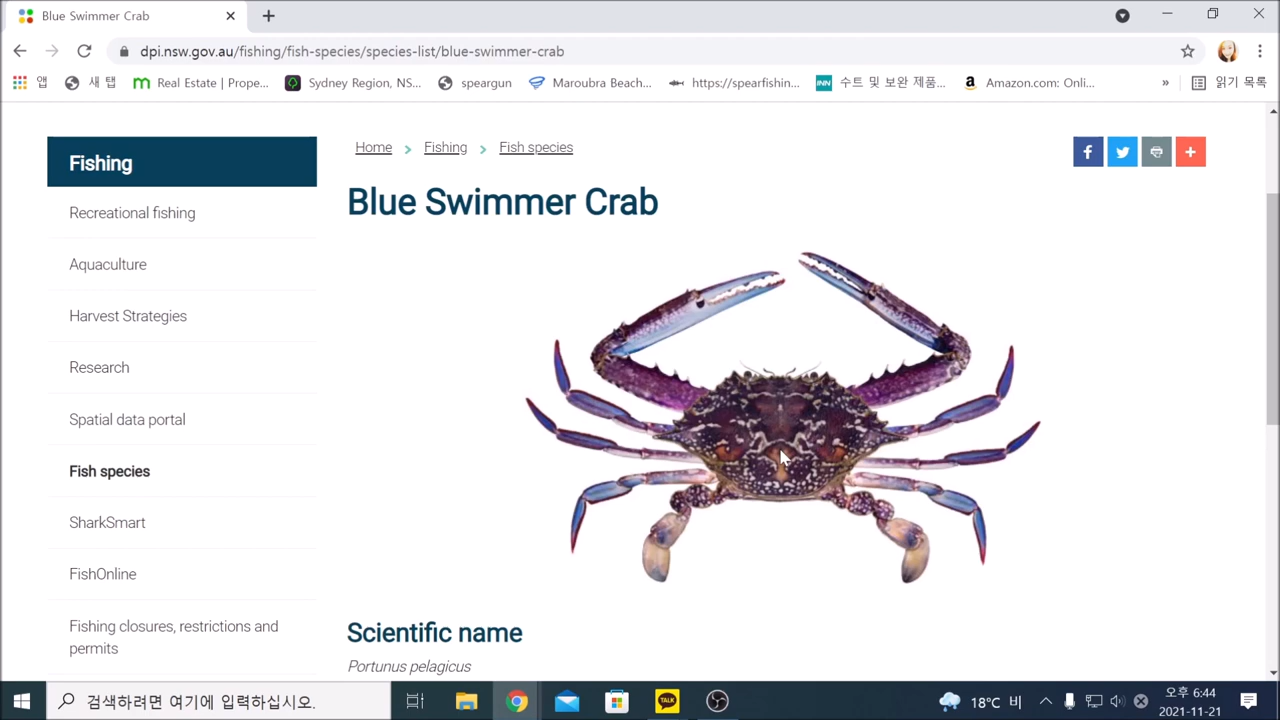 Blue Swimmer Crab
dpi.nsw.gov.au/fishing/fish-species/species-list/blue-swimmer-crab
앱 새 탭 Real Estate | Prope... Sydney Region, NS... speargun Maroubra Beach... https://spearfishin... INN 수트 및 보완 제품... Amazon.com: Onli... » 읽기 목록
Fishing
Recreational fishing
Aquaculture
Harvest Strategies
Research
Spatial data portal
Fish species
SharkSmart
FishOnline
Fishing closures, restrictions and
permits
Home > Fishing > Fish species
Blue Swimmer Crab
Scientific name
Portunus pelagicus
검색하려면 여기에 입력하십시오.
TALK
18°C 비
오후 6:44
2021-11-21